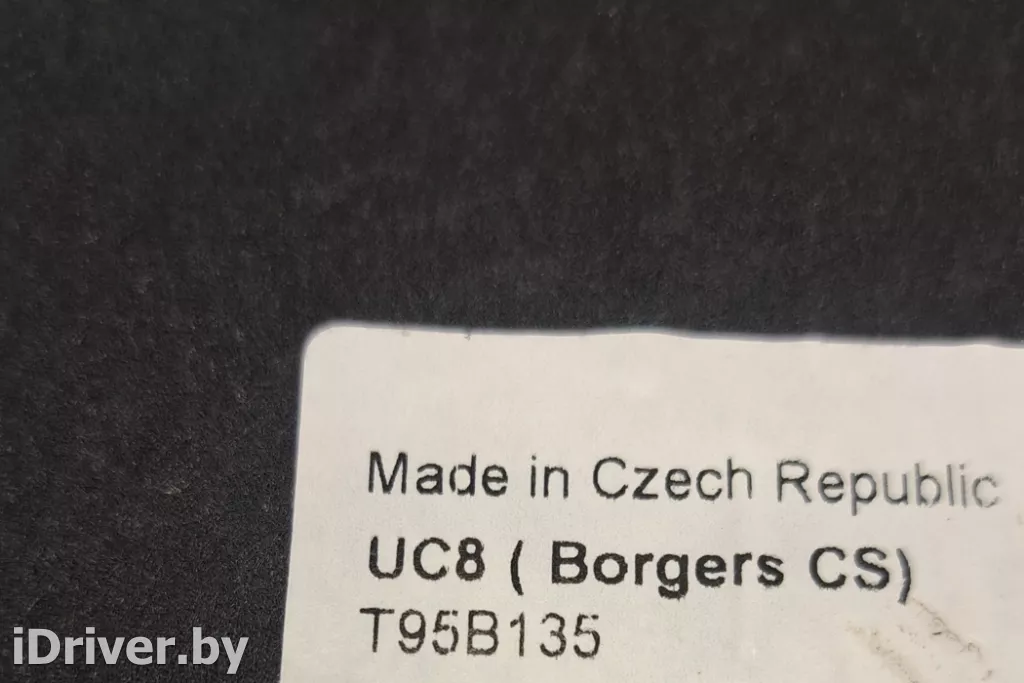 Made in Czech Republic
UC8 ( Borgers CS)
T95B135
iDriver.by